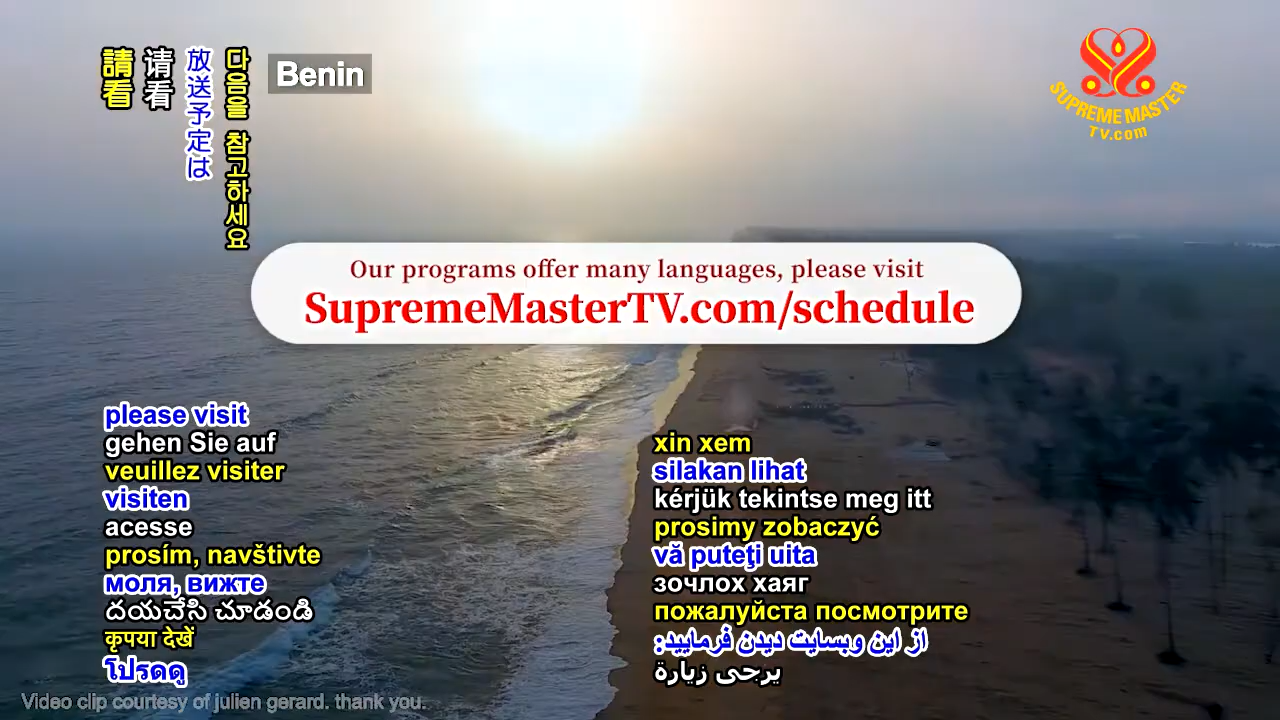 請看
请看
放送予定は
다음을 참고하세요
Benin
SUPREME MASTER
TV.com
Our programs offer many languages, please visit
SupremeMasterTV.com/schedule
please visit
gehen Sie auf
veuillez visiter
visiten
acesse
prosím, navštivte
моля, вижте
దయచేసి చూడండి
कृपया देखें
โปรดดู
xin xem
silakan lihat
kérjük tekintse meg itt
prosimy zobaczyć
vă puteţi uita
зочлох хаяг
пожалуйста посмотрите
از این وبسایت دیدن فرمایید:
يرجى زيارة
Video clip courtesy of julien gerard. thank you.